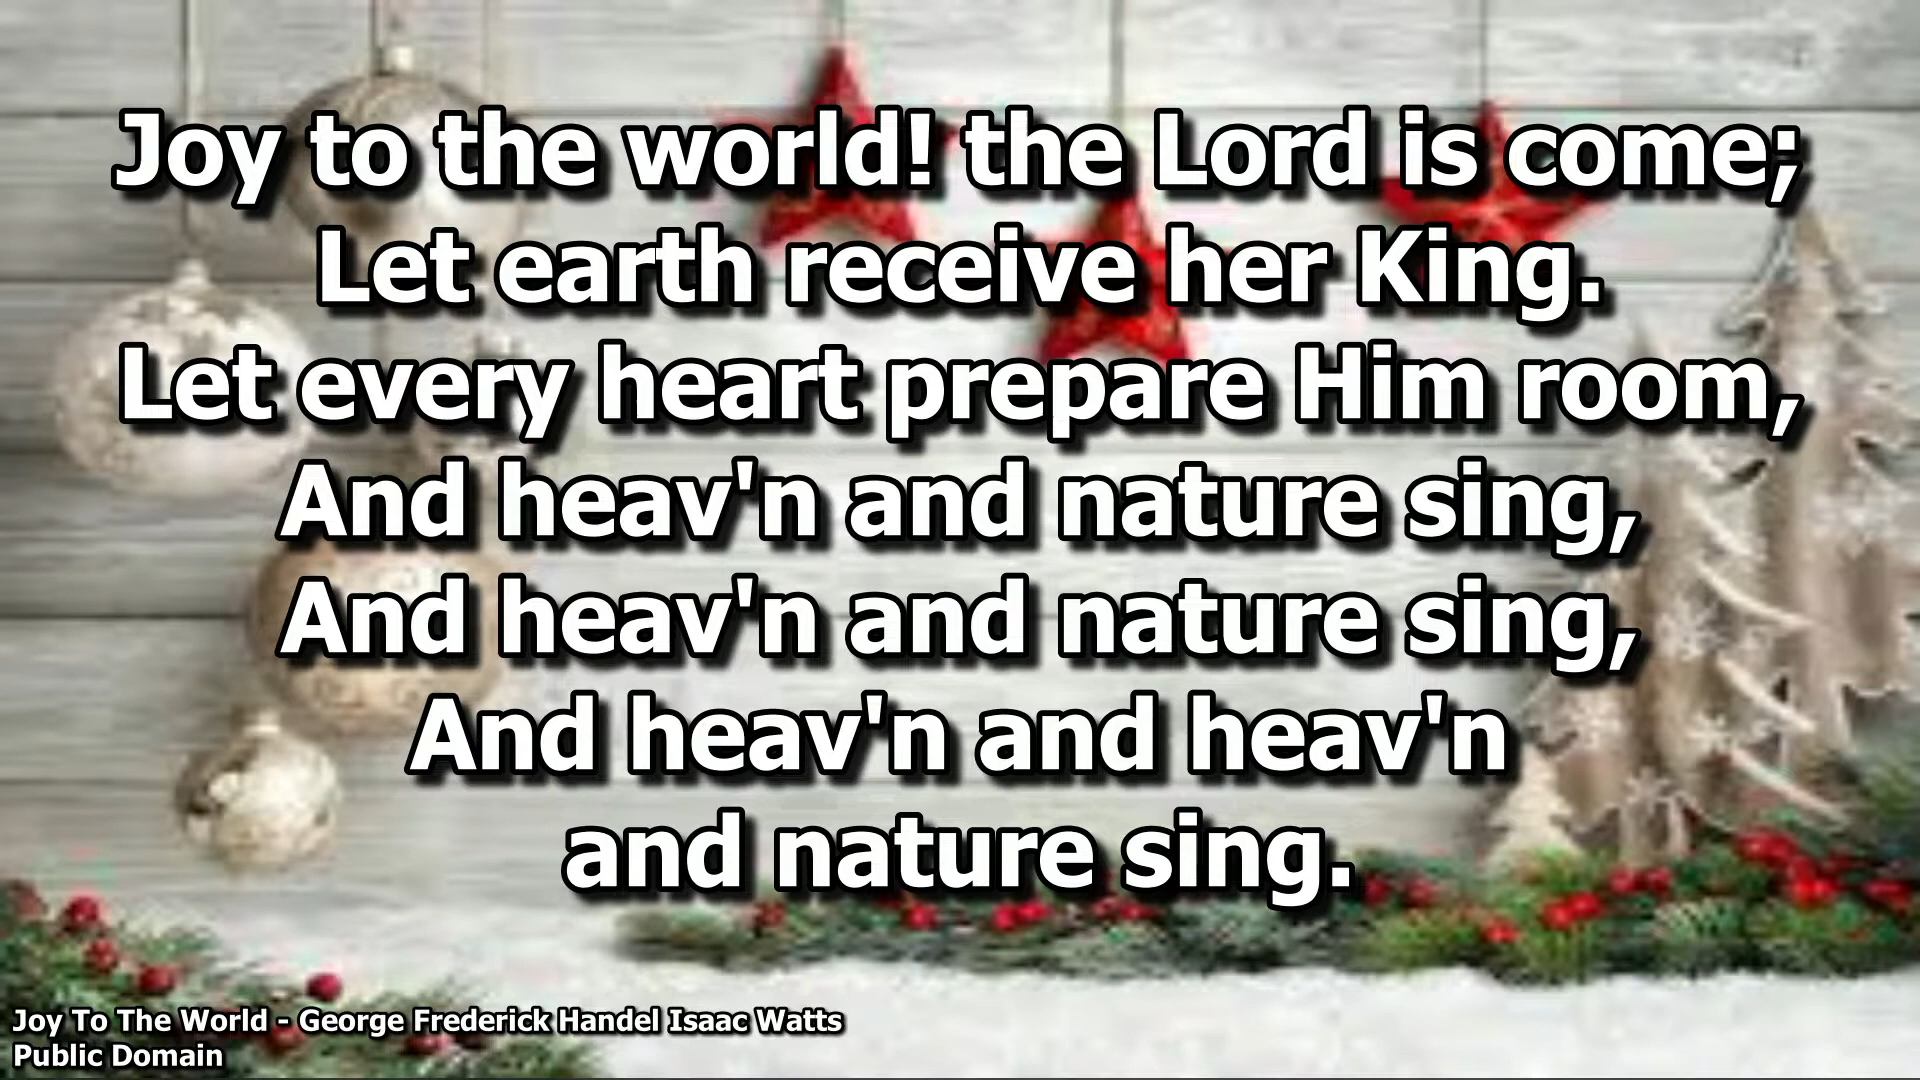 Joy to the world! the Lord is come;
Let earth receive her King.
Let every heart prepare Him room,
And heav'n and nature sing,
And heav'n and nature sing,
And heav'n and heav'n
and nature sing.
Joy To The World - George Frederick Handel Isaac Watts
Public Domain